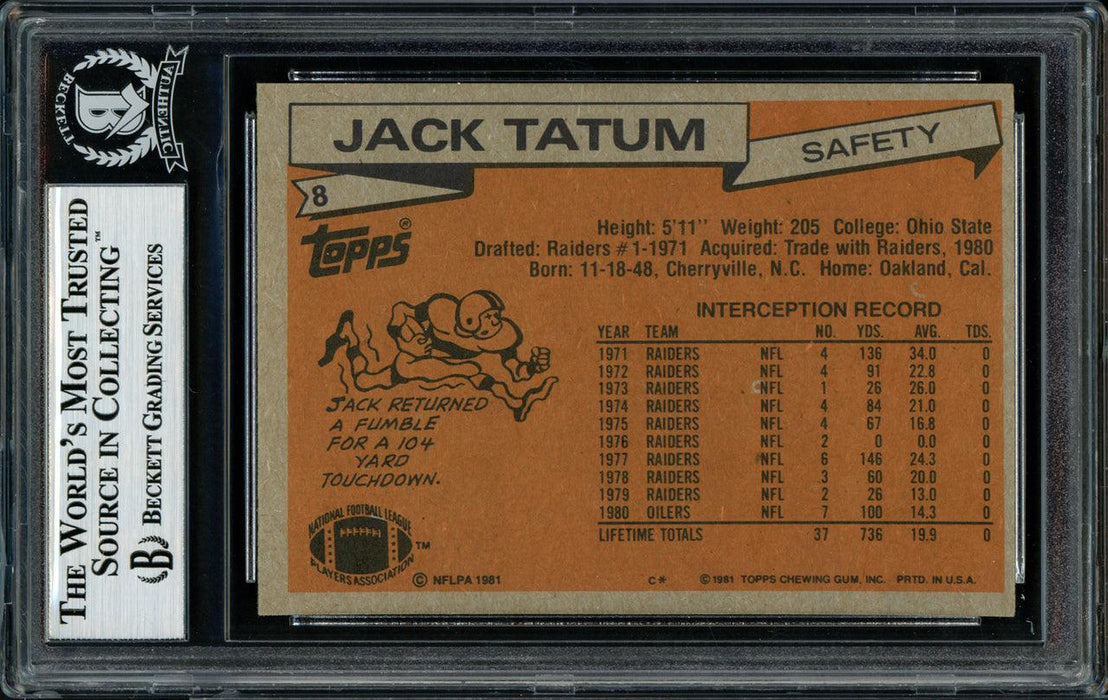 BECKETT
AUTHENTIC
B
THE WORLD'S MOST TRUSTED
SOURCE IN COLLECTING™
BECKETT GRADING SERVICES
B
JACK TATUM
SAFETY
8
TOPPS®
Height: 5'11'' Weight: 205 College: Ohio State
Drafted: Raiders #1-1971 Acquired: Trade with Raiders, 1980
Born: 11-18-48, Cherryville, N.C. Home: Oakland, Cal.
INTERCEPTION RECORD
YEAR TEAM NO. YDS. AVG. TDS.
1971 RAIDERS NFL 4 136 34.0 0
1972 RAIDERS NFL 4 91 22.8 0
1973 RAIDERS NFL 1 26 26.0 0
1974 RAIDERS NFL 4 84 21.0 0
1975 RAIDERS NFL 4 67 16.8 0
1976 RAIDERS NFL 2 0 0.0 0
1977 RAIDERS NFL 6 146 24.3 0
1978 RAIDERS NFL 3 60 20.0 0
1979 RAIDERS NFL 2 26 13.0 0
1980 OILERS NFL 7 100 14.3 0
LIFETIME TOTALS 37 736 19.9 0
JACK RETURNED
A FUMBLE
FOR A 104
YARD
TOUCHDOWN.
NATIONAL FOOTBALL LEAGUE
PLAYERS ASSOCIATION
™
© NFLPA 1981
C* © 1981 TOPPS CHEWING GUM, INC. PRTD. IN U.S.A.